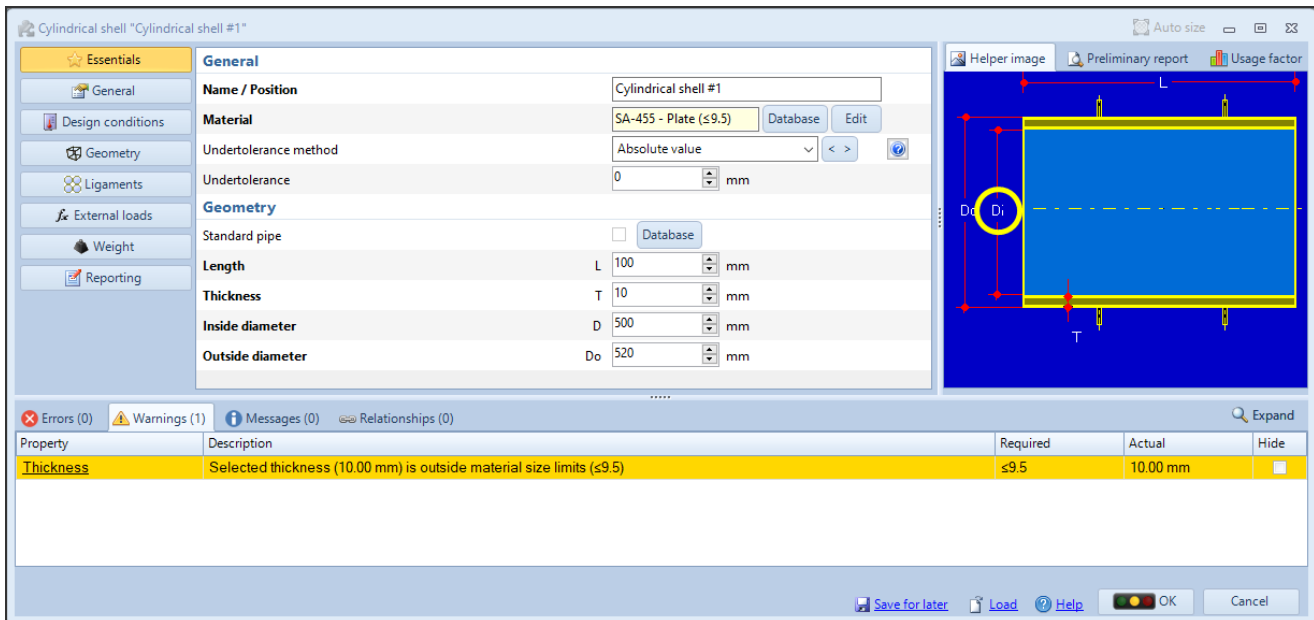 Cylindrical shell "Cylindrical shell #1"
Auto size
Essentials
General
Design conditions
Geometry
Ligaments
External loads
Weight
Reporting
General
Name / Position Cylindrical shell #1
Material SA-455 - Plate (≤9.5) Database Edit
Undertolerance method Absolute value < >
Undertolerance 0 mm
Geometry
Standard pipe Database
Length L 100 mm
Thickness T 10 mm
Inside diameter D 500 mm
Outside diameter Do 520 mm
Helper image Preliminary report Usage factor
L
Do Di
T
Errors (0) Warnings (1) Messages (0) Relationships (0) Expand
Property Description Required Actual Hide
Thickness Selected thickness (10.00 mm) is outside material size limits (≤9.5) ≤9.5 10.00 mm
Save for later Load Help OK Cancel